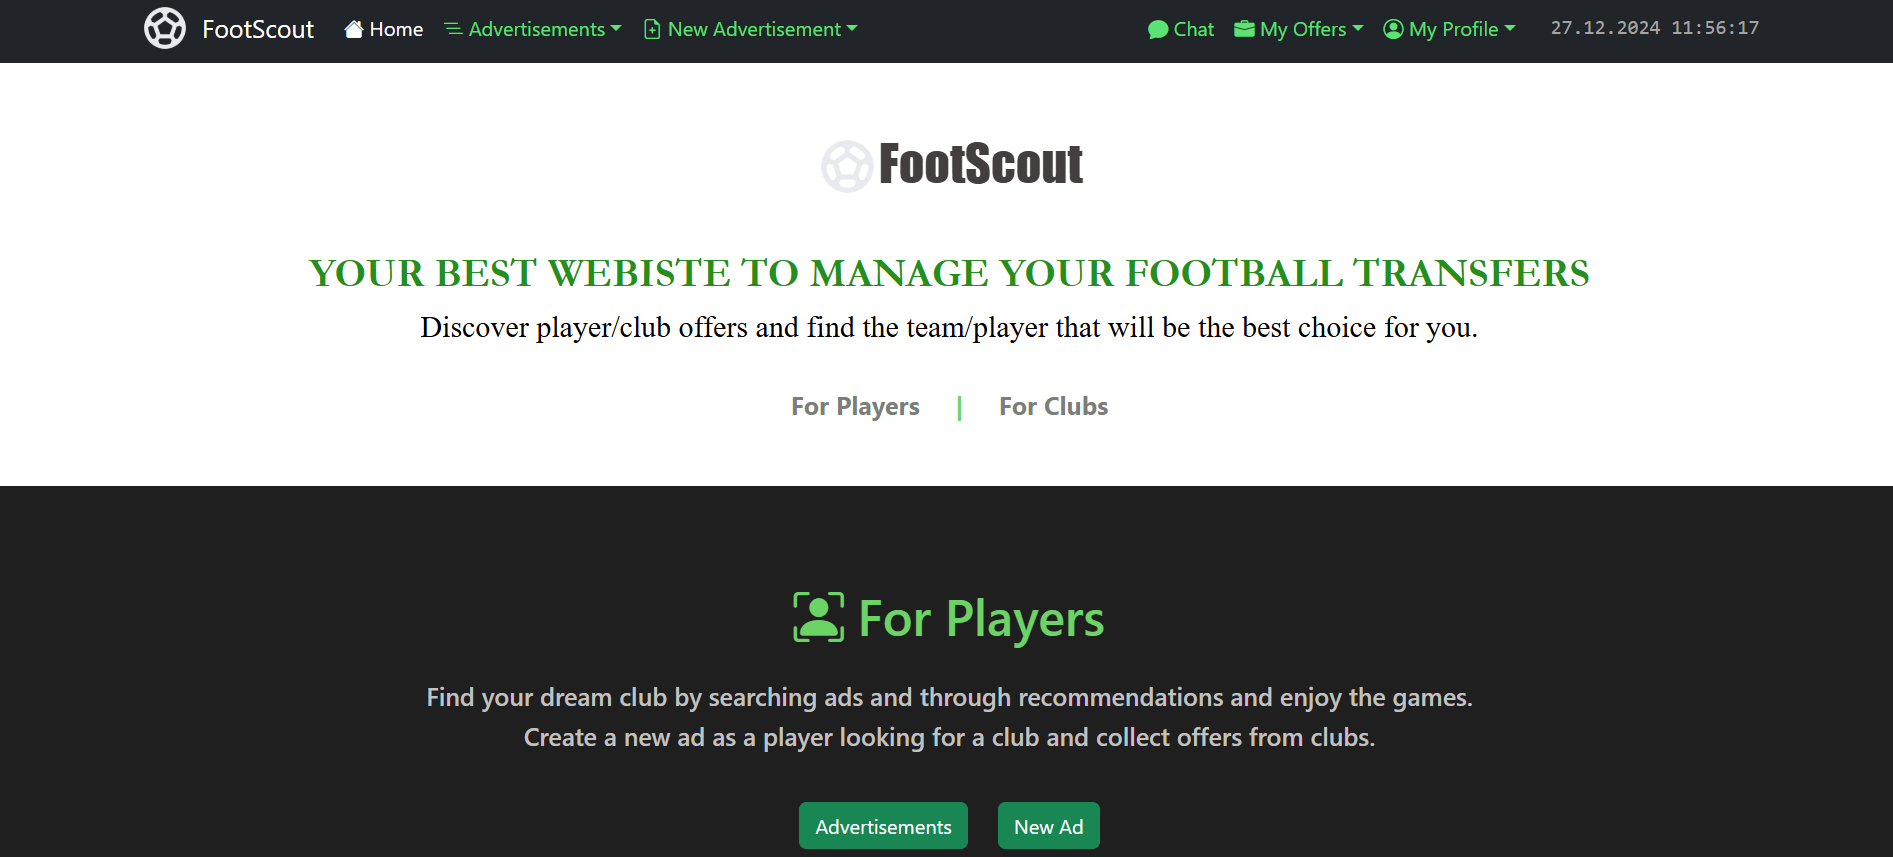 FootScout Home Advertisements New Advertisement Chat My Offers My Profile 27.12.2024 11:56:17
FootScout
YOUR BEST WEBISTE TO MANAGE YOUR FOOTBALL TRANSFERS
Discover player/club offers and find the team/player that will be the best choice for you.
For Players | For Clubs
For Players
Find your dream club by searching ads and through recommendations and enjoy the games.
Create a new ad as a player looking for a club and collect offers from clubs.
Advertisements New Ad